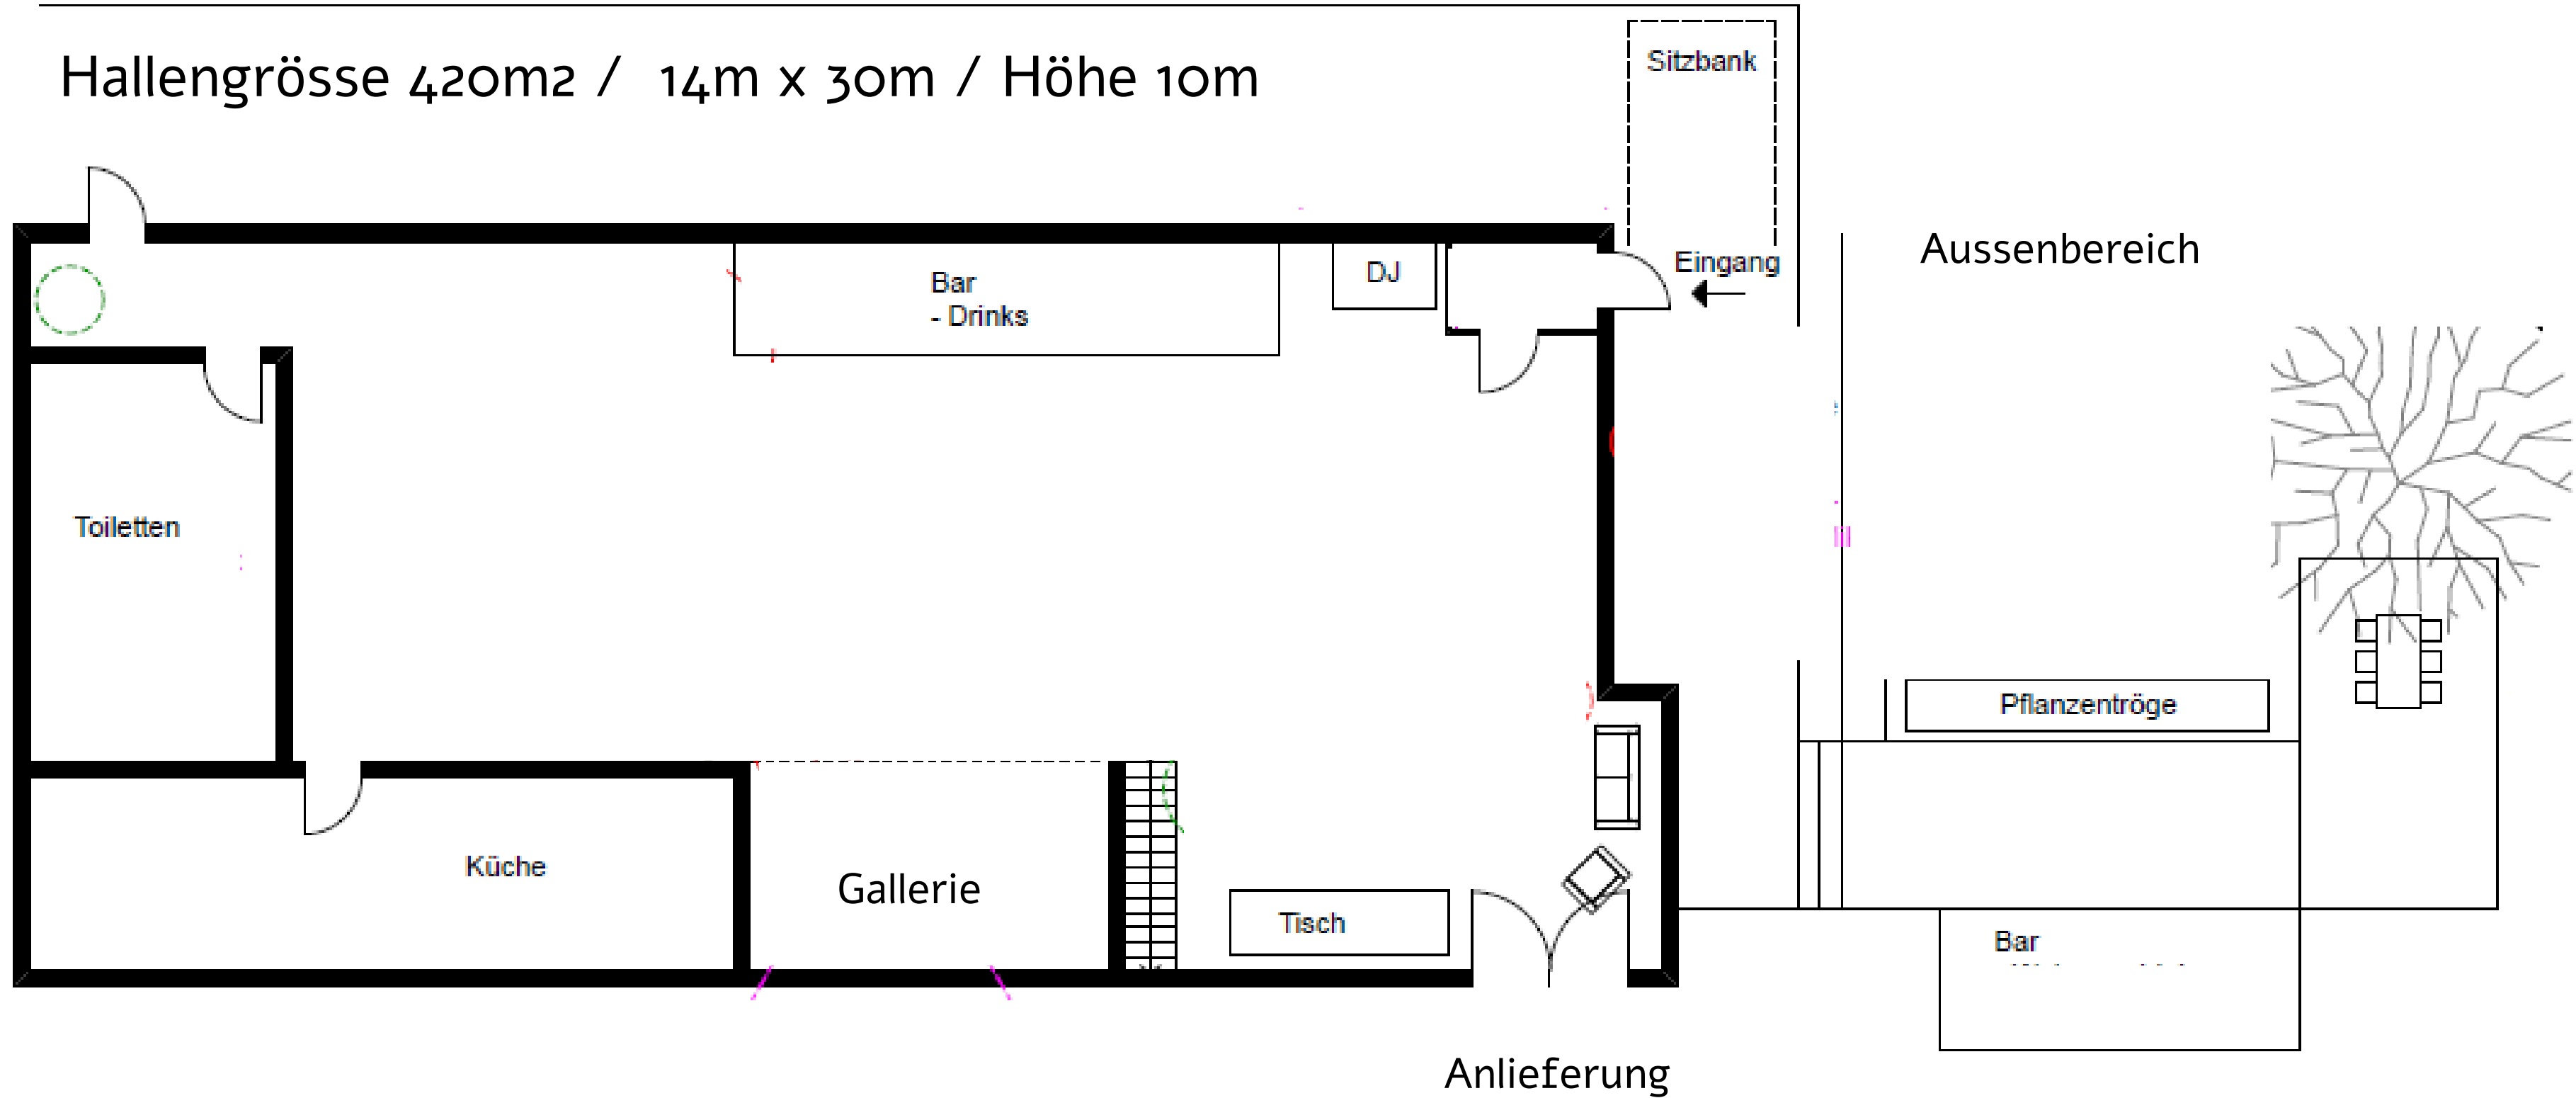 Hallengrösse 420m2 / 14m x 30m / Höhe 10m
Sitzbank
Eingang
Aussenbereich
Bar
- Drinks
DJ
Toiletten
Pflanzentröge
Küche
Gallerie
Tisch
Bar
Anlieferung